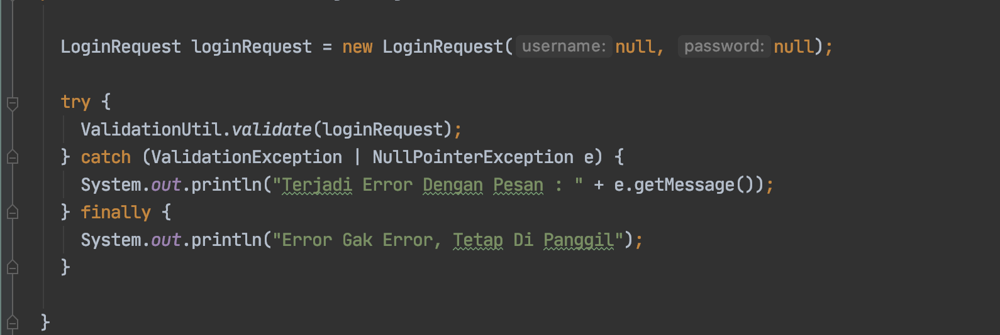 LoginRequest loginRequest = new LoginRequest( username: null, password: null);
try {
ValidationUtil.validate(loginRequest);
} catch (ValidationException | NullPointerException e) {
System.out.println("Terjadi Error Dengan Pesan : " + e.getMessage());
} finally {
System.out.println("Error Gak Error, Tetap Di Panggil");
}
}